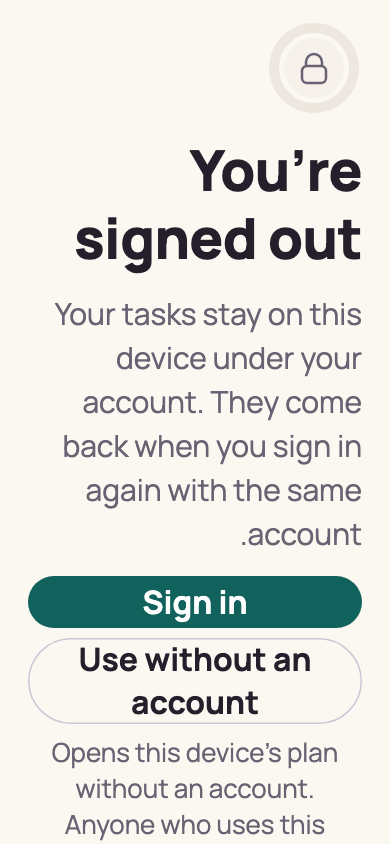 You’re
signed out
Your tasks stay on this
device under your
account. They come
back when you sign in
again with the same
.account
Sign in
Use without an
account
Opens this device’s plan
without an account.
Anyone who uses this